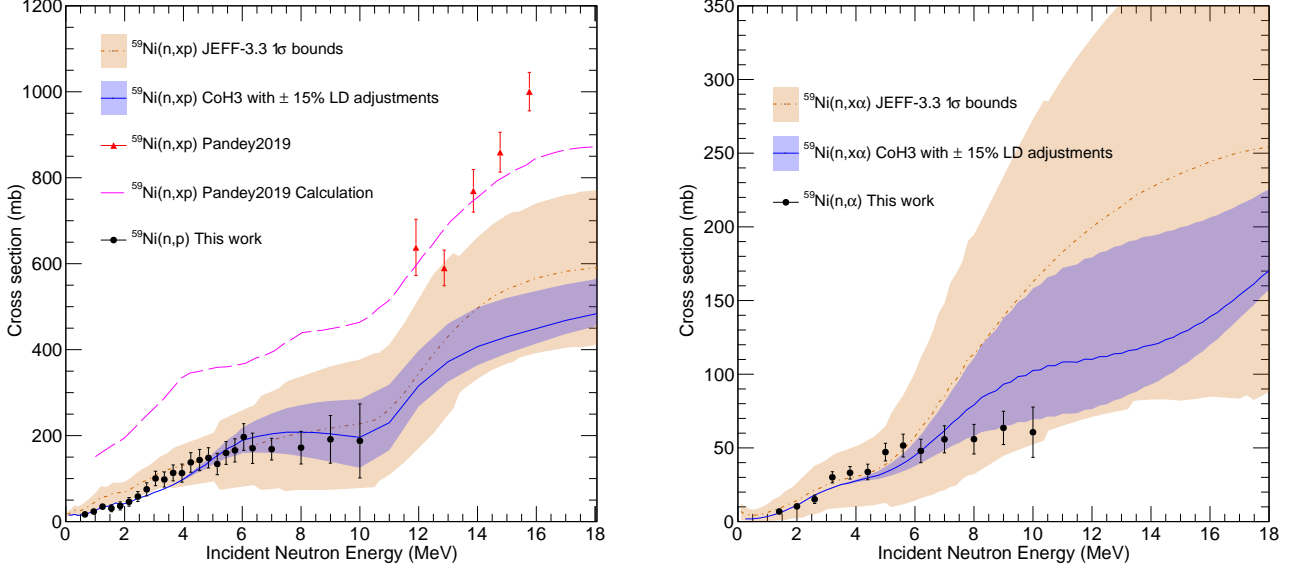 1200
1000
800
600
400
200
0
Cross section (mb)
⁵⁹Ni(n,xp) JEFF-3.3 1σ bounds
⁵⁹Ni(n,xp) CoH3 with ± 15% LD adjustments
⁵⁹Ni(n,xp) Pandey2019
⁵⁹Ni(n,xp) Pandey2019 Calculation
⁵⁹Ni(n,p) This work
0 2 4 6 8 10 12 14 16 18
Incident Neutron Energy (MeV)
350
300
250
200
150
100
50
0
Cross section (mb)
⁵⁹Ni(n,xα) JEFF-3.3 1σ bounds
⁵⁹Ni(n,xα) CoH3 with ± 15% LD adjustments
⁵⁹Ni(n,α) This work
0 2 4 6 8 10 12 14 16 18
Incident Neutron Energy (MeV)